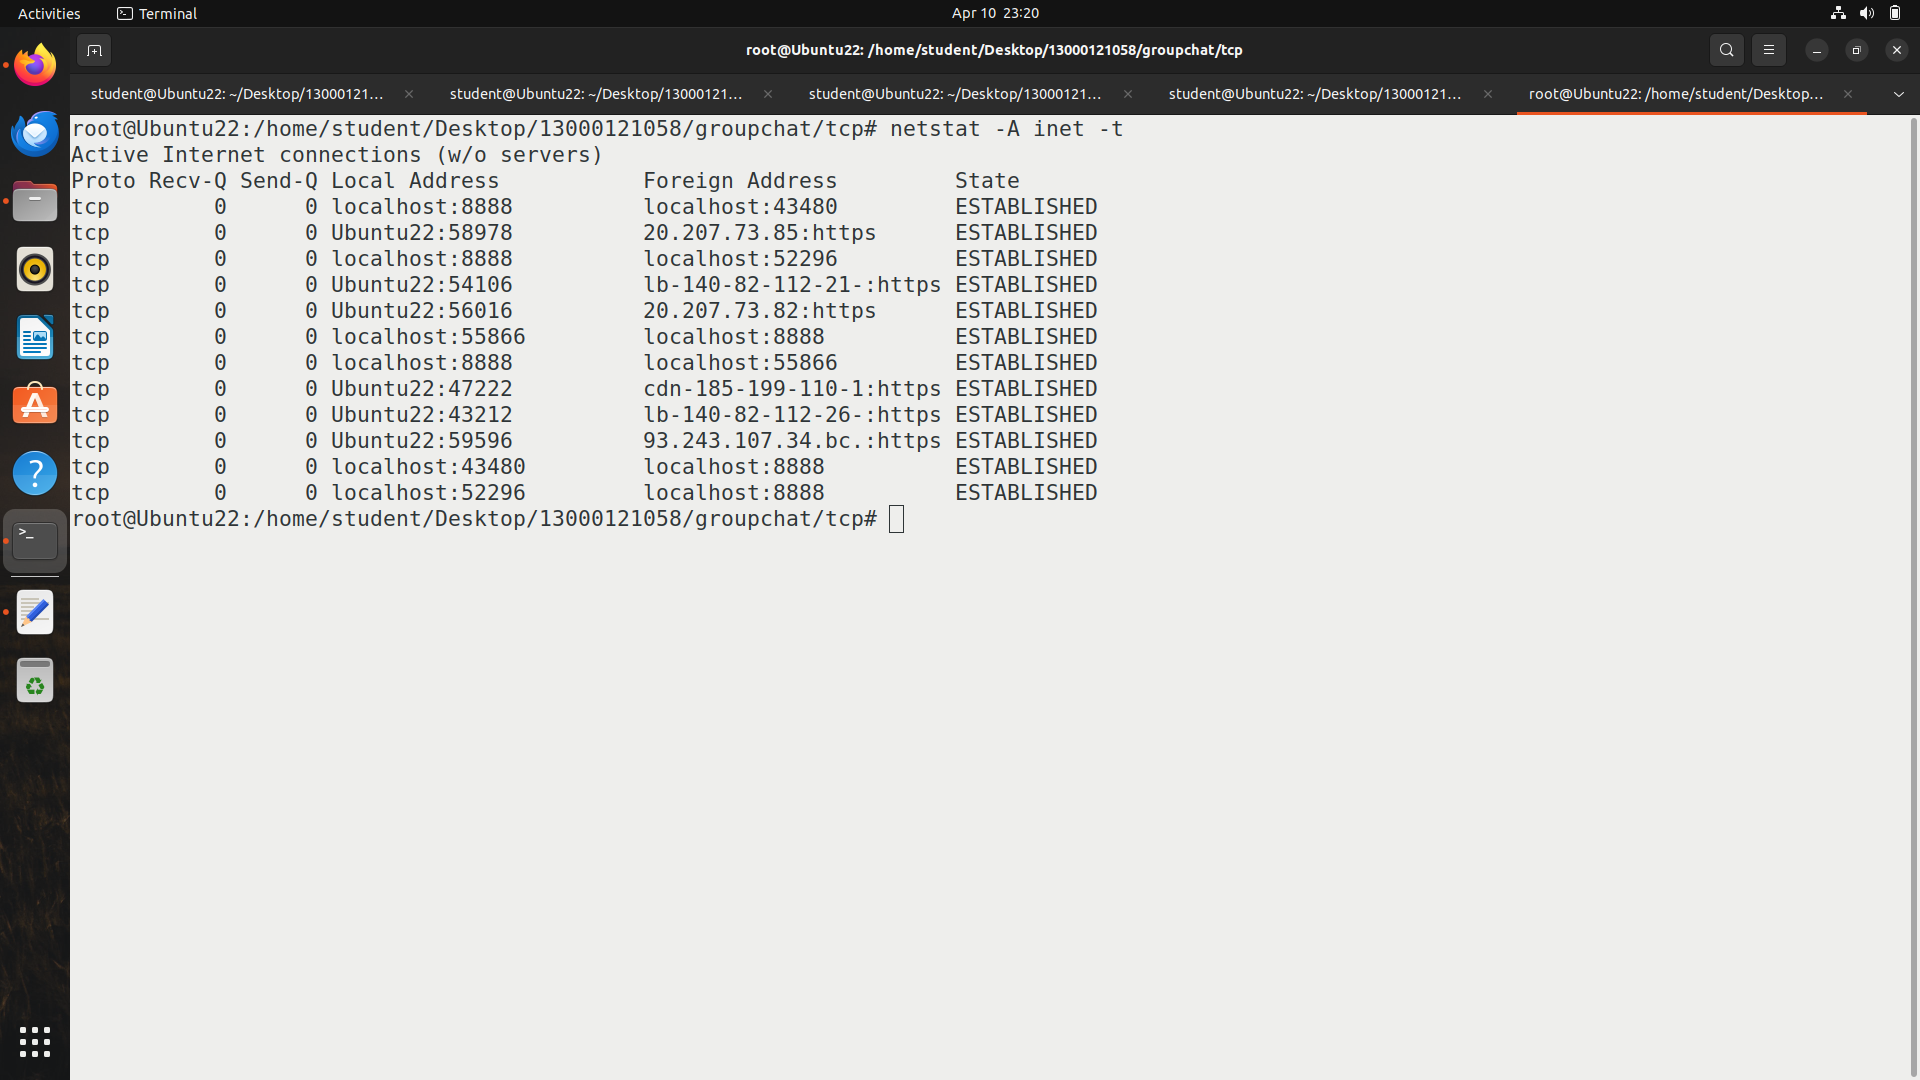 Activities Terminal Apr 10 23:20
root@Ubuntu22: /home/student/Desktop/13000121058/groupchat/tcp
student@Ubuntu22: ~/Desktop/13000121... student@Ubuntu22: ~/Desktop/13000121... student@Ubuntu22: ~/Desktop/13000121... student@Ubuntu22: ~/Desktop/13000121... root@Ubuntu22: /home/student/Desktop...
root@Ubuntu22:/home/student/Desktop/13000121058/groupchat/tcp# netstat -A inet -t
Active Internet connections (w/o servers)
Proto Recv-Q Send-Q Local Address           Foreign Address         State
tcp        0      0 localhost:8888          localhost:43480         ESTABLISHED
tcp        0      0 Ubuntu22:58978          20.207.73.85:https      ESTABLISHED
tcp        0      0 localhost:8888          localhost:52296         ESTABLISHED
tcp        0      0 Ubuntu22:54106          lb-140-82-112-21-:https ESTABLISHED
tcp        0      0 Ubuntu22:56016          20.207.73.82:https      ESTABLISHED
tcp        0      0 localhost:55866         localhost:8888          ESTABLISHED
tcp        0      0 localhost:8888          localhost:55866         ESTABLISHED
tcp        0      0 Ubuntu22:47222          cdn-185-199-110-1:https ESTABLISHED
tcp        0      0 Ubuntu22:43212          lb-140-82-112-26-:https ESTABLISHED
tcp        0      0 Ubuntu22:59596          93.243.107.34.bc.:https ESTABLISHED
tcp        0      0 localhost:43480         localhost:8888          ESTABLISHED
tcp        0      0 localhost:52296         localhost:8888          ESTABLISHED
root@Ubuntu22:/home/student/Desktop/13000121058/groupchat/tcp#